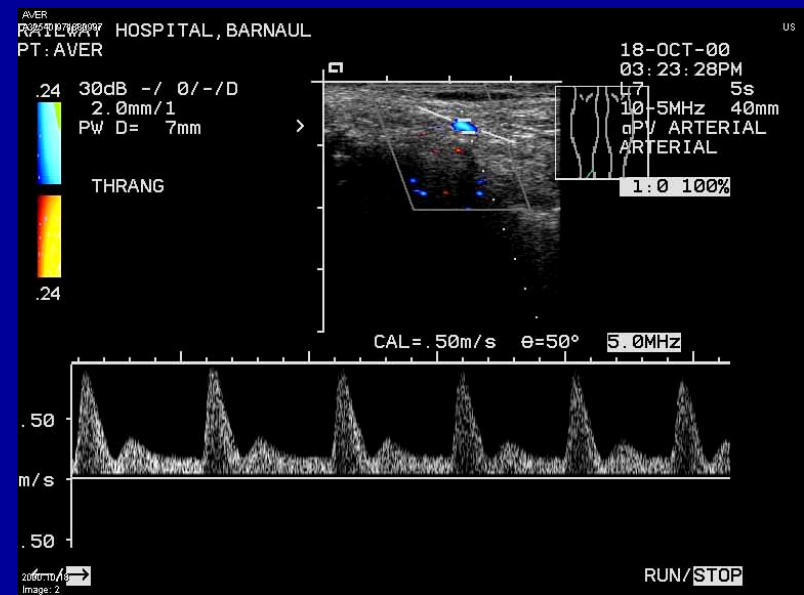 AVER
RAILWAY HOSPITAL,BARNAUL
US
PT:AVER
18-OCT-00
03:23:28PM
.24
30dB -/ 0/-/D
L7 5s
2.0mm/1
10-5MHz 40mm
PW D= 7mm
PV ARTERIAL
ARTERIAL
THRANG
1:0 100%
.24
CAL=.50m/s θ=50° 5.0MHz
.50
m/s
.50
RUN/STOP
Image: 2